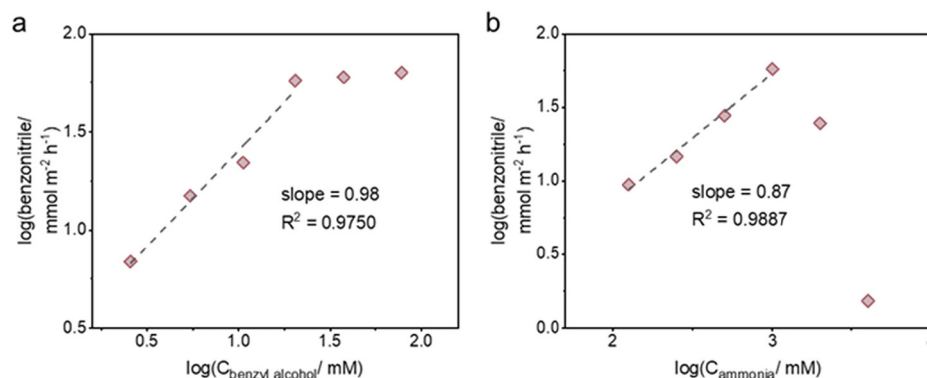 a
2.0
1.5
1.0
0.5
0.5
1.0
1.5
2.0
log(benzonitrile/
mmol m⁻² h⁻¹)
slope = 0.98
R² = 0.9750
log(C_benzyl alcohol/ mM)
b
2.0
1.5
1.0
0.5
0.0
2
3
log(benzonitrile/
mmol m⁻² h⁻¹)
slope = 0.87
R² = 0.9887
log(C_ammonia/ mM)